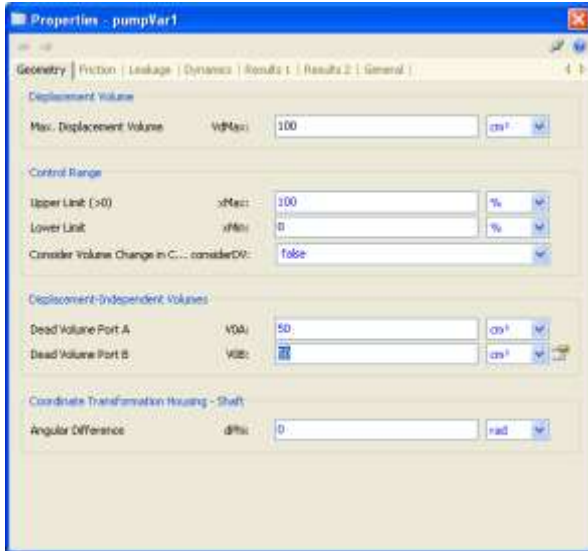 Properties - pumpVar1
Geometry | Friction | Leakage | Dynamics | Results 1 | Results 2 | General |
Displacement Volume
Max. Displacement Volume VdMax: 100 cm³
Control Range
Upper Limit (>0) xMax: 100 %
Lower Limit xMin: 0 %
Consider Volume Change in C... considerDV: false
Displacement-Independent Volumes
Dead Volume Port A V0A: 50 cm³
Dead Volume Port B V0B: cm³
Coordinate Transformation Housing - Shaft
Angular Difference dPhi: 0 rad